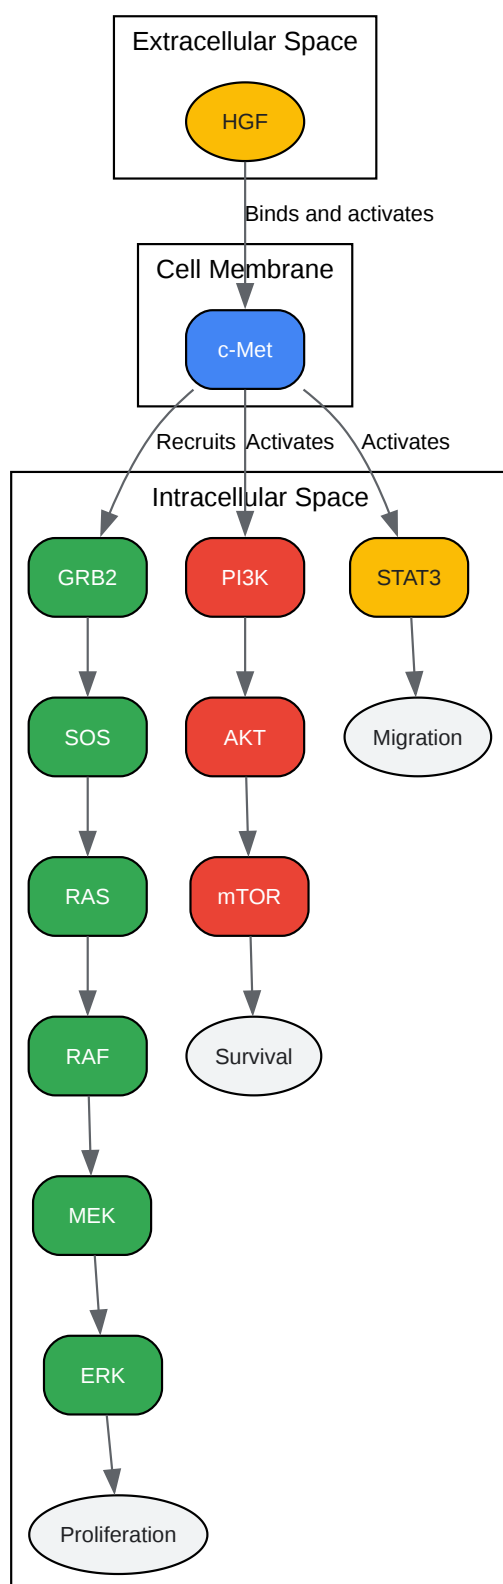 Extracellular Space
HGF
Binds and activates
Cell Membrane
c-Met
Recruits
Activates
Activates
Intracellular Space
GRB2
PI3K
STAT3
SOS
AKT
Migration
RAS
mTOR
RAF
Survival
MEK
ERK
Proliferation